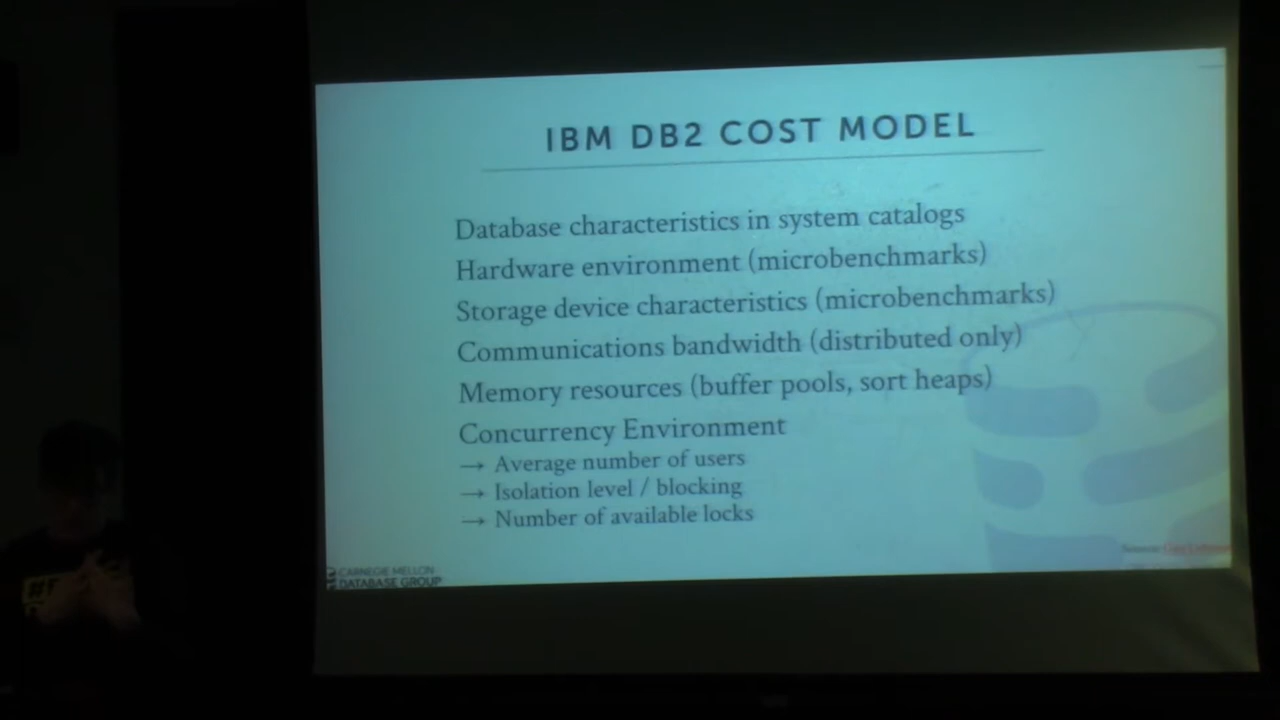 IBM DB2 COST MODEL
Database characteristics in system catalogs
Hardware environment (microbenchmarks)
Storage device characteristics (microbenchmarks)
Communications bandwidth (distributed only)
Memory resources (buffer pools, sort heaps)
Concurrency Environment
→ Average number of users
→ Isolation level / blocking
→ Number of available locks
Source:
CARNEGIE MELLON
DATABASE GROUP